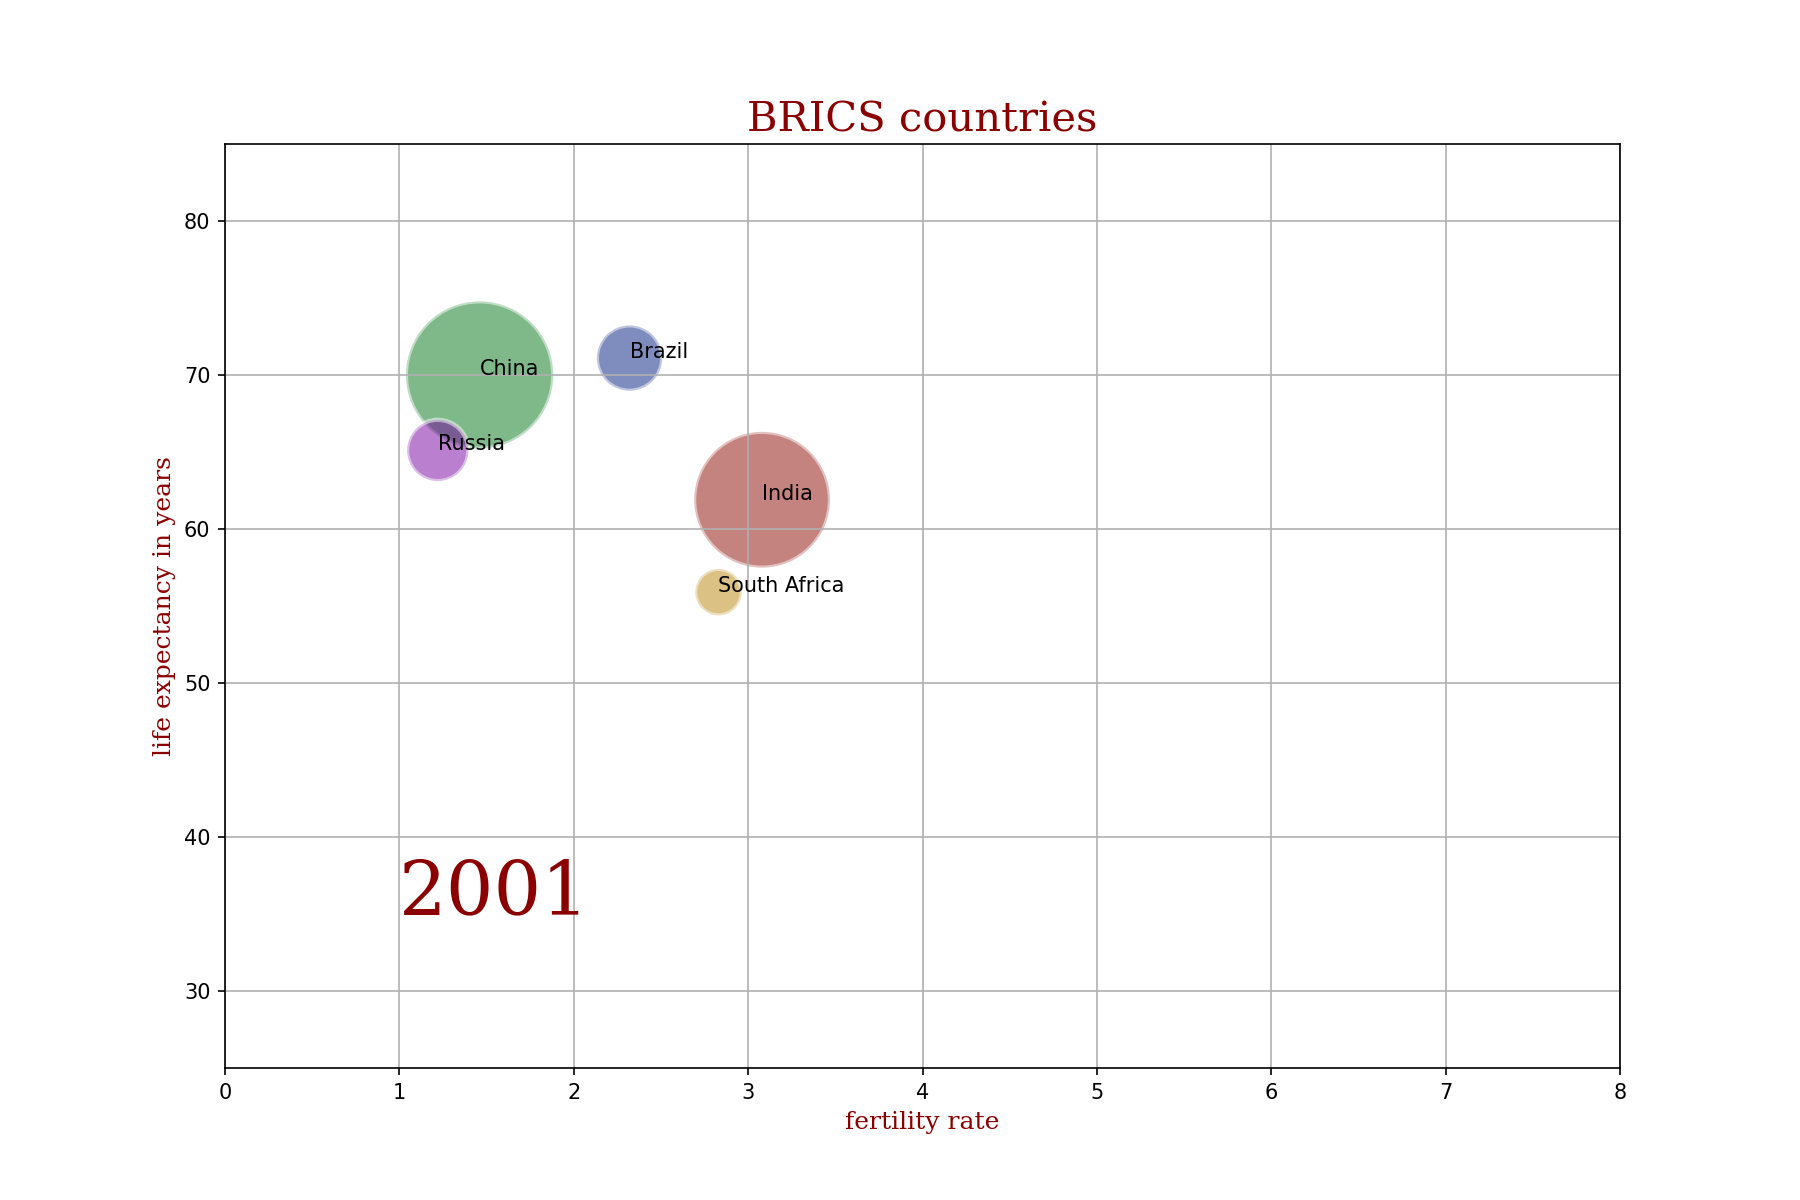 BRICS countries
80
70
60
50
40
30
life expectancy in years
China
Brazil
Russia
India
South Africa
2001
0 1 2 3 4 5 6 7 8
fertility rate